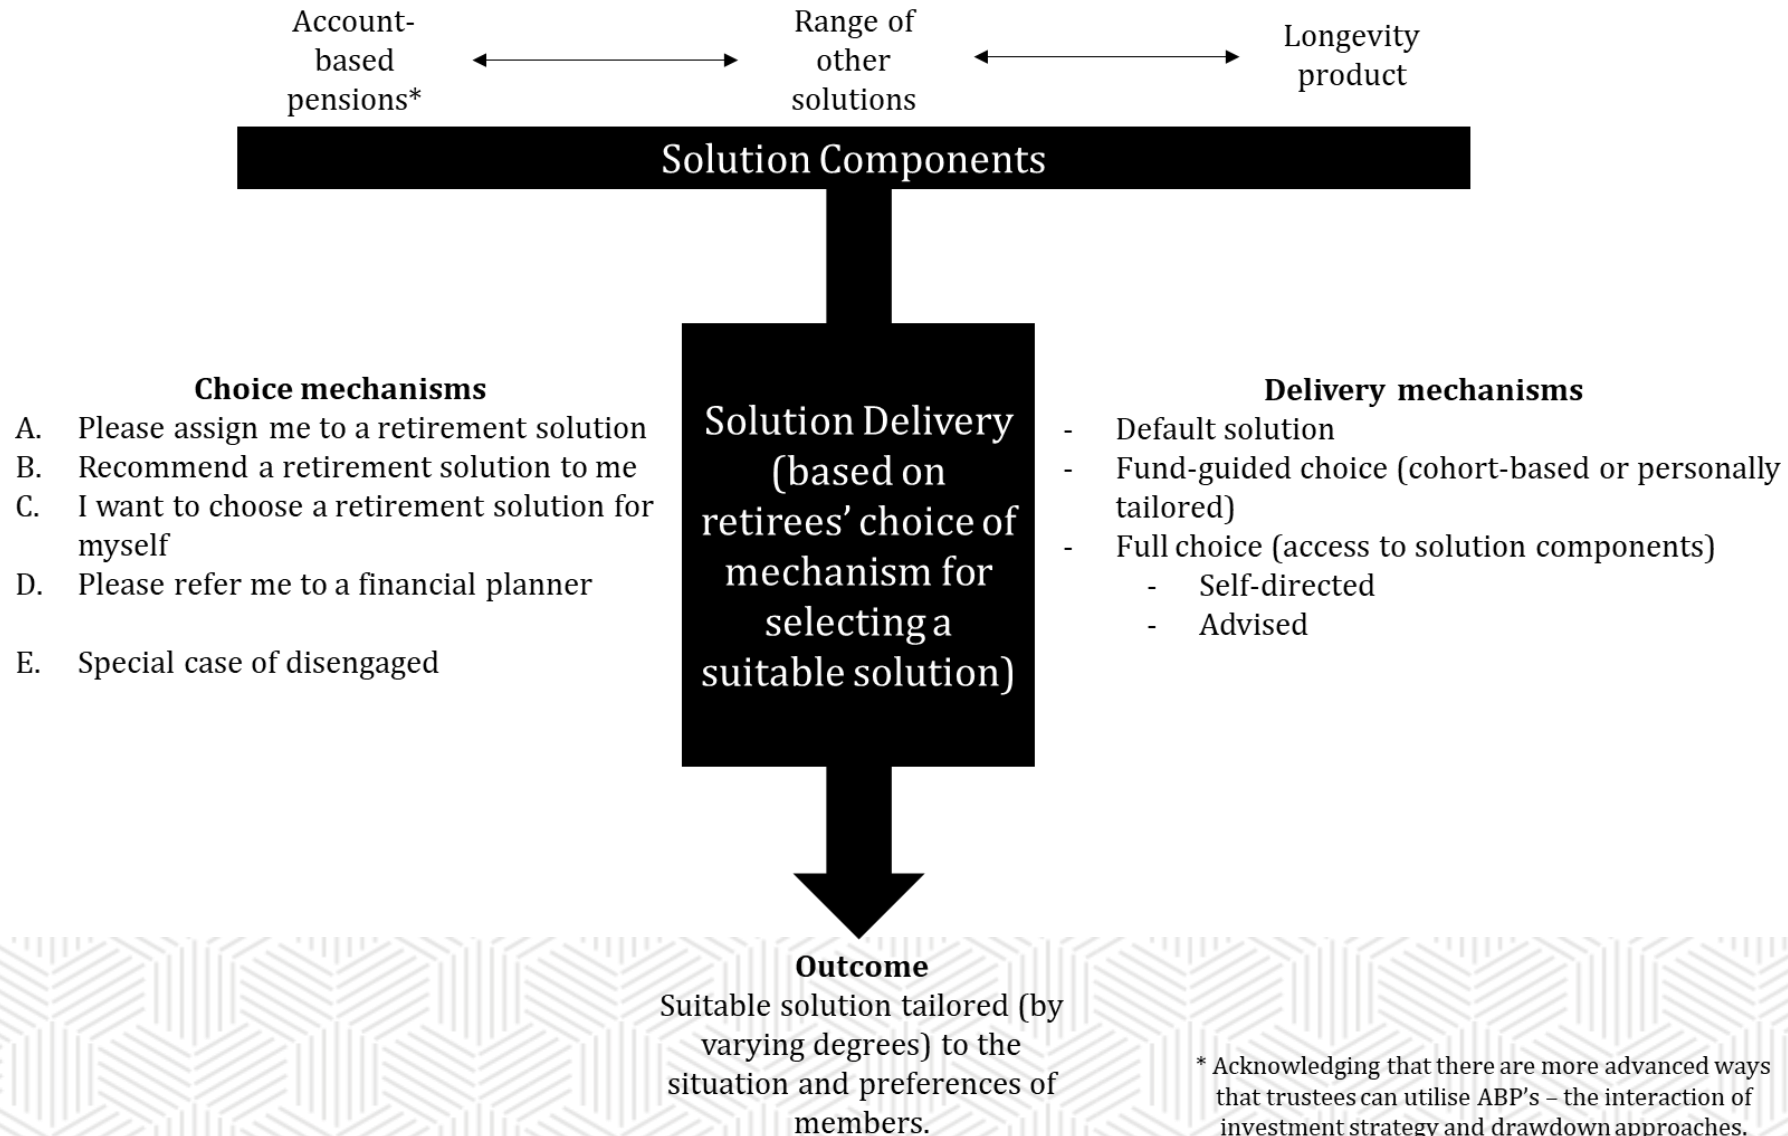 Account-
based
pensions*
Range of
other
solutions
Longevity
product
Solution Components
Choice mechanisms
A. Please assign me to a retirement solution
B. Recommend a retirement solution to me
C. I want to choose a retirement solution for
myself
D. Please refer me to a financial planner
E. Special case of disengaged
Solution Delivery
(based on
retirees’ choice of
mechanism for
selecting a
suitable solution)
Delivery mechanisms
- Default solution
- Fund-guided choice (cohort-based or personally
tailored)
- Full choice (access to solution components)
- Self-directed
- Advised
Outcome
Suitable solution tailored (by
varying degrees) to the
situation and preferences of
members.
* Acknowledging that there are more advanced ways
that trustees can utilise ABP’s – the interaction of
investment strategy and drawdown approaches.